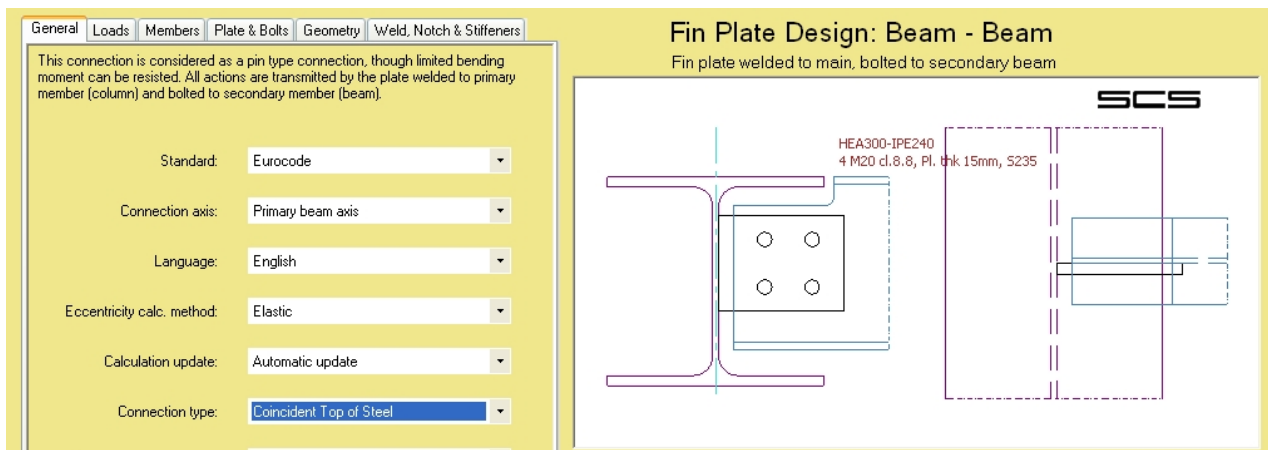 General Loads Members Plate & Bolts Geometry Weld, Notch & Stiffeners
This connection is considered as a pin type connection, though limited bending
moment can be resisted. All actions are transmitted by the plate welded to primary
member (column) and bolted to secondary member (beam).
Standard: Eurocode
Connection axis: Primary beam axis
Language: English
Eccentricity calc. method: Elastic
Calculation update: Automatic update
Connection type: Coincident Top of Steel
Fin Plate Design: Beam - Beam
Fin plate welded to main, bolted to secondary beam
SCS
HEA300-IPE240
4 M20 cl.8.8, Pl. thk 15mm, S235